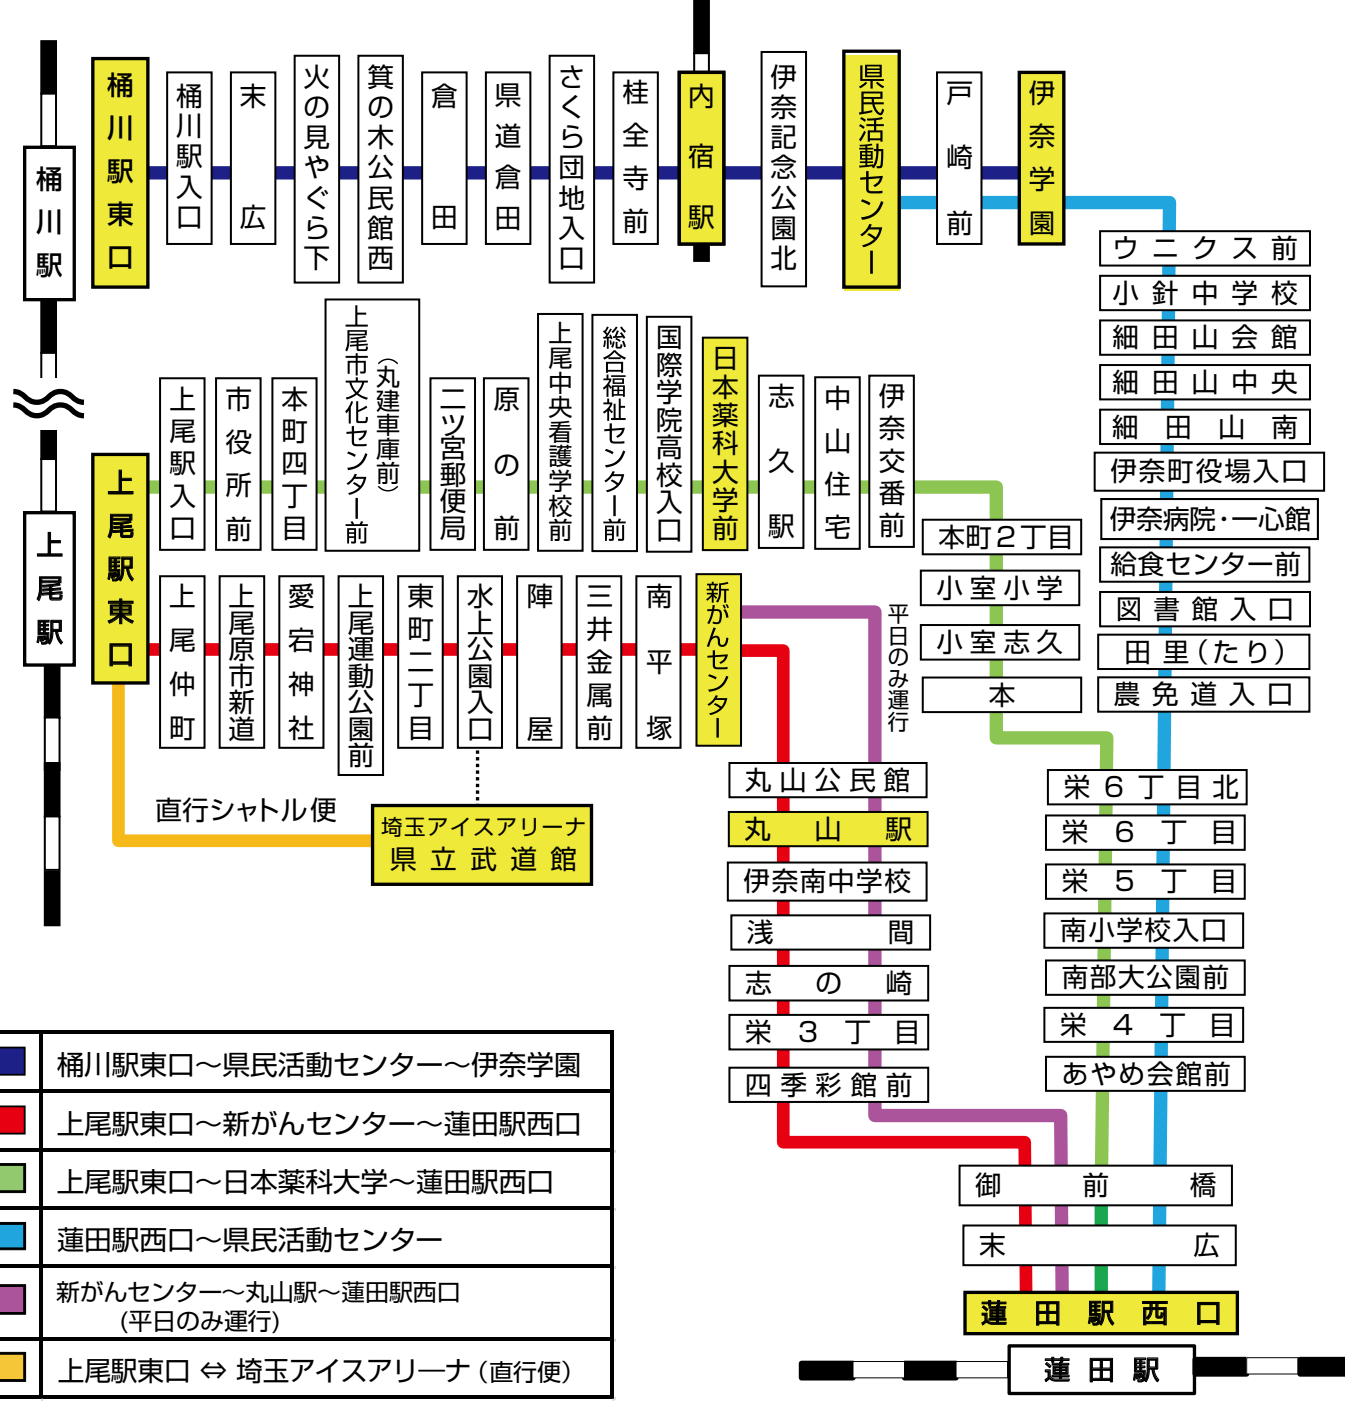 桶川駅
桶川駅東口
桶川駅入口
末広
火の見やぐら下
箕の木公民館西
倉田
県道倉田
さくら団地入口
桂全寺前
内宿駅
伊奈記念公園北
県民活動センター
戸崎前
伊奈学園
ウニクス前
小針中学校
細田山会館
細田山中央
細田山南
伊奈町役場入口
伊奈病院・一心館
給食センター前
図書館入口
田里(たり)
農免道入口
上尾駅
上尾駅東口
上尾駅入口
市役所前
本町四丁目
上尾市文化センター前
(丸建車庫前)
二ツ宮郵便局
原の前
上尾中央看護学校前
総合福祉センター前
国際学院高校入口
日本薬科大学前
志久駅
中山住宅
伊奈交番前
本町2丁目
小室小学
小室志久
本
上尾仲町
上尾原市新道
愛宕神社
上尾運動公園前
東町二丁目
水上公園入口
陣屋
三井金属前
南平塚
新がんセンター
平日のみ運行
直行シャトル便
埼玉アイスアリーナ
県立武道館
丸山公民館
丸山駅
伊奈南中学校
浅間
志の崎
栄3丁目
四季彩館前
栄6丁目北
栄6丁目
栄5丁目
南小学校入口
南部大公園前
栄4丁目
あやめ会館前
御前橋
末広
蓮田駅西口
蓮田駅
桶川駅東口～県民活動センター～伊奈学園
上尾駅東口～新がんセンター～蓮田駅西口
上尾駅東口～日本薬科大学～蓮田駅西口
蓮田駅西口～県民活動センター
新がんセンター～丸山駅～蓮田駅西口
(平日のみ運行)
上尾駅東口 ⇔ 埼玉アイスアリーナ（直行便）